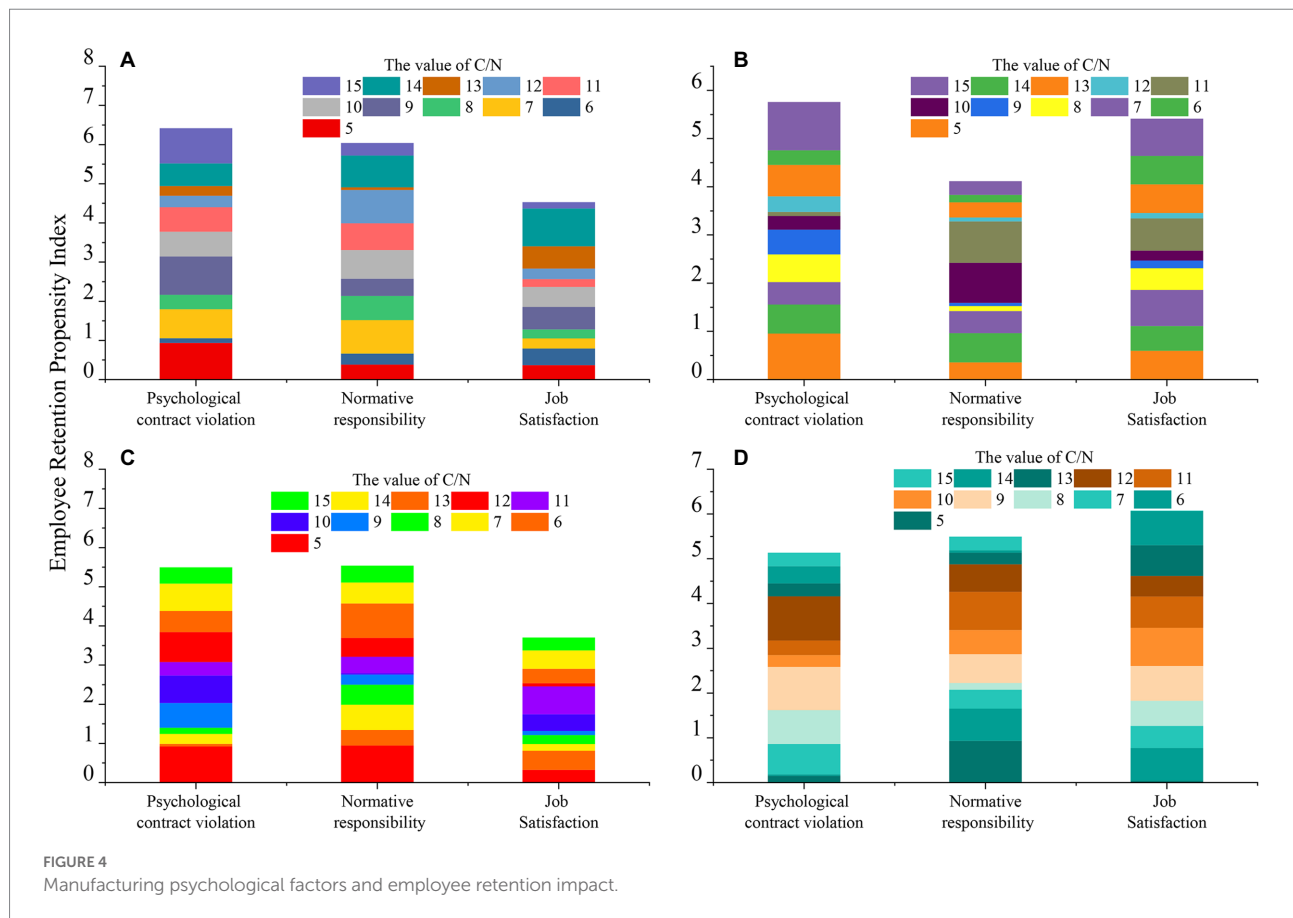 A
The value of C/N
15 14 13 12 11
10 9 8 7 6
5
8
7
6
5
4
3
2
1
0
Psychological
contract violation
Normative
responsibility
Job
Satisfaction
B
The value of C/N
15 14 13 12 11
10 9 8 7 6
5
6
5
4
3
2
1
0
Psychological
contract violation
Normative
responsibility
Job
Satisfaction
Employee Retention Propensity Index
C
The value of C/N
15 14 13 12 11
10 9 8 7 6
5
8
7
6
5
4
3
2
1
0
Psychological
contract violation
Normative
responsibility
Job
Satisfaction
D
The value of C/N
15 14 13 12 11
10 9 8 7 6
5
7
6
5
4
3
2
1
0
Psychological
contract violation
Normative
responsibility
Job
Satisfaction
FIGURE 4
Manufacturing psychological factors and employee retention impact.